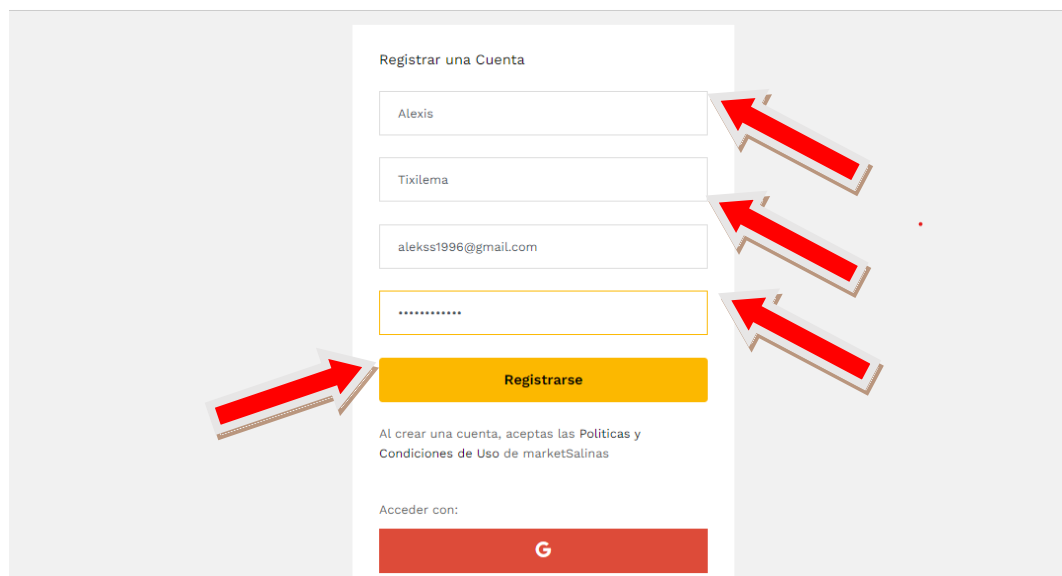 Registrar una Cuenta
Alexis
Tixilema
alekss1996@gmail.com
••••••••••••
Registrarse
Al crear una cuenta, aceptas las Politicas y
Condiciones de Uso de marketSalinas
Acceder con:
G